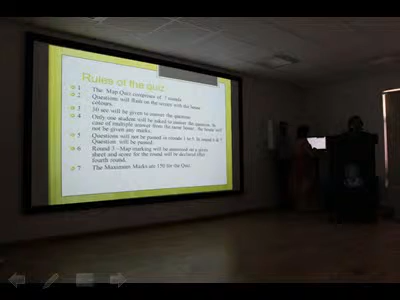 Rules of the quiz
1 The Map Quiz comprises of 7 rounds
2 Questions will flash on the screen with the house
colours.
3 30 sec is given to answer the question.
4 Only one student will be asked to answer the question. In
case of multiple answer from the same house, the house will
not be given any marks.
5 Questions will not be passed in rounds 1 to 5. In round 6 & 7
Question will be passed.
6 Round 3 -Map marking will be answered on a given
sheet and score for the round will be declared after
fourth round.
7 The Maximum Marks are 150 for the Quiz.